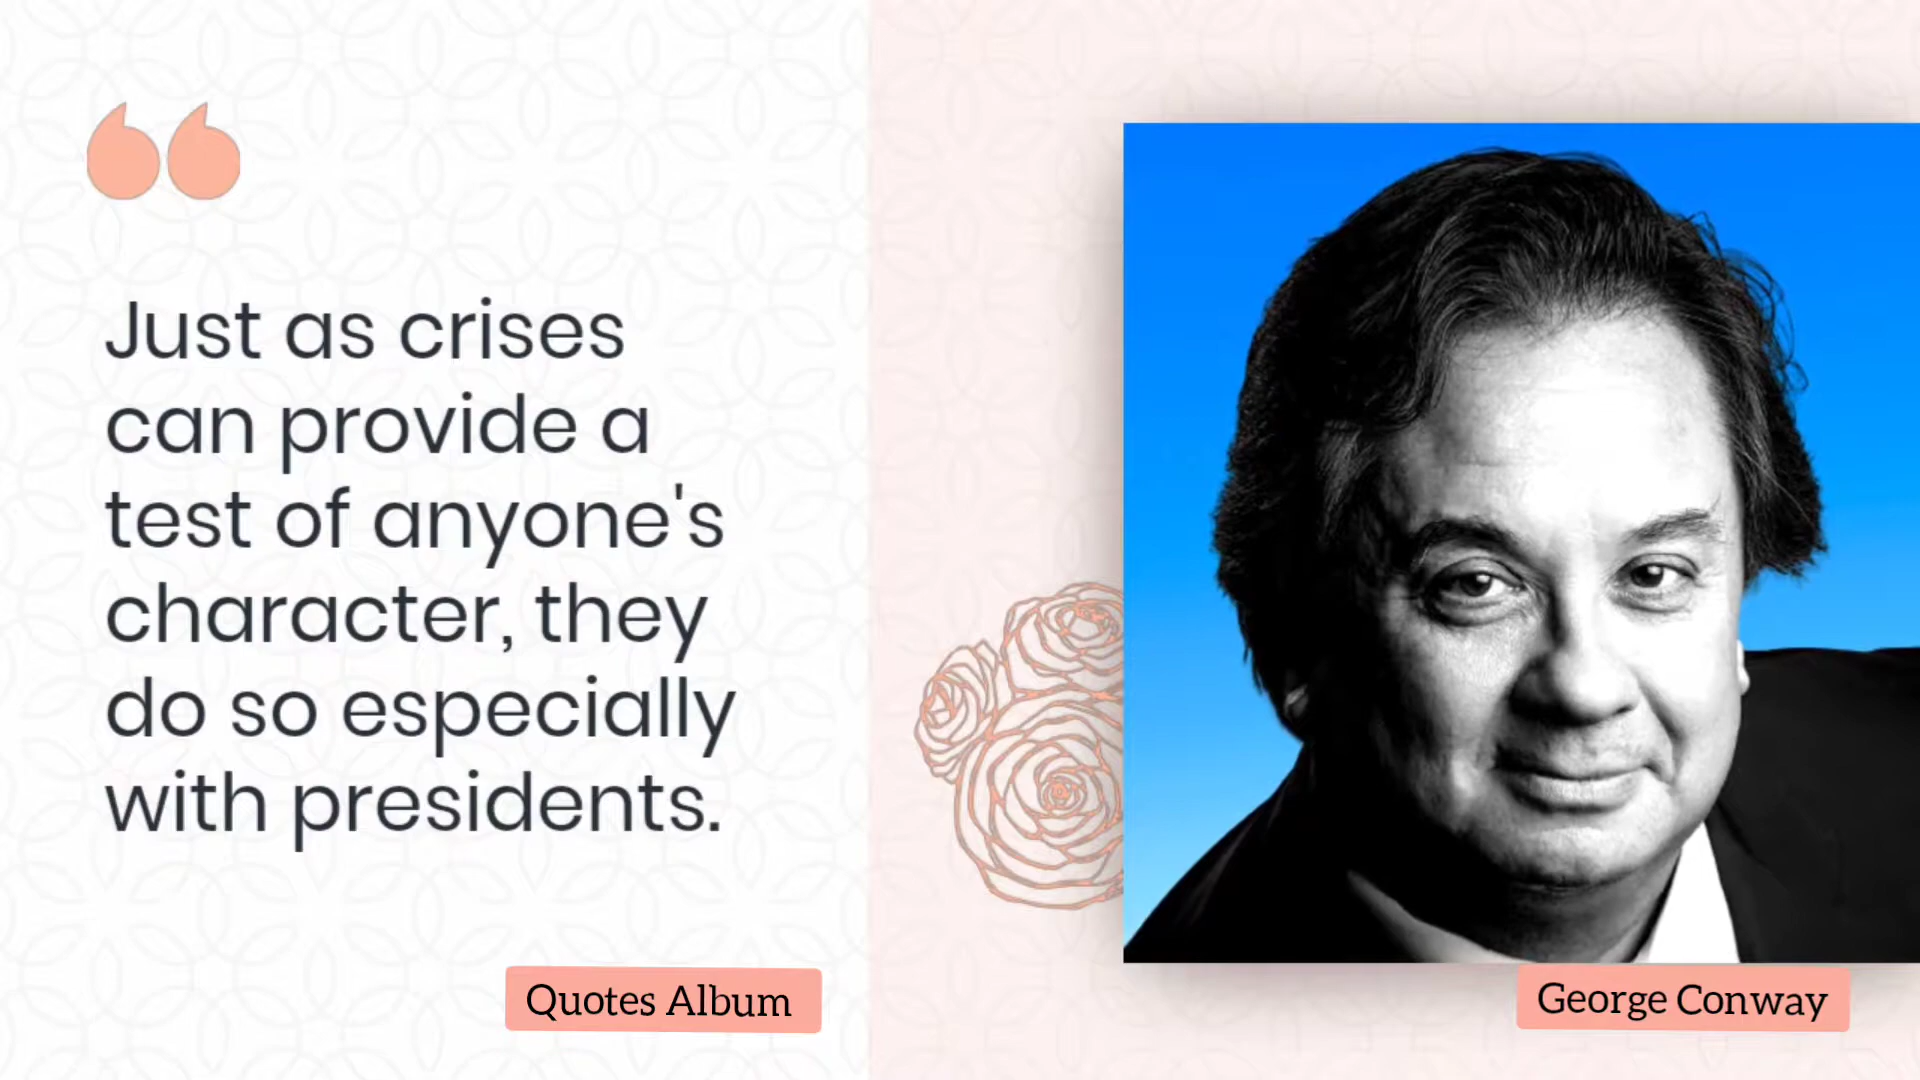 Just as crises
can provide a
test of anyone's
character, they
do so especially
with presidents.
Quotes Album
George Conway